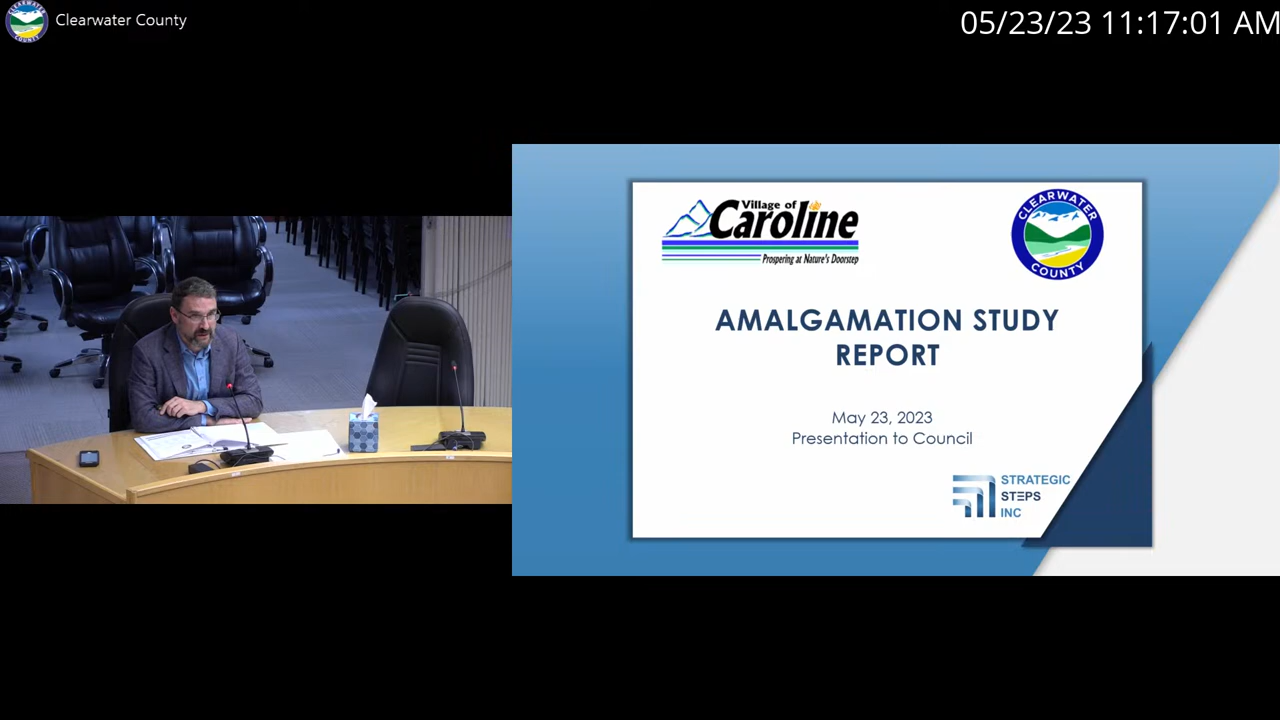 Clearwater County
05/23/23 11:17:01 AM
Village of
Caroline
Prospering at Nature's Doorstep
CLEARWATER
COUNTY
AMALGAMATION STUDY
REPORT
May 23, 2023
Presentation to Council
STRATEGIC
STEPS
INC